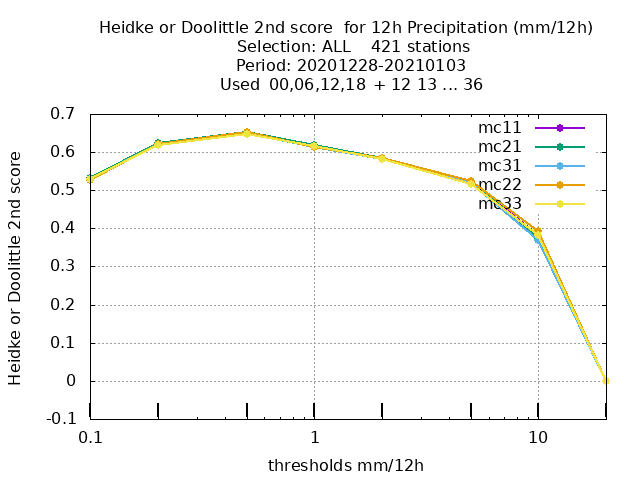 Heidke or Doolittle 2nd score  for 12h Precipitation (mm/12h)
Selection: ALL    421 stations
Period: 20201228-20210103
Used  00,06,12,18  + 12 13 ... 36
Heidke or Doolittle 2nd score
0.7
0.6
0.5
0.4
0.3
0.2
0.1
0
-0.1
mc11
mc21
mc31
mc22
mc33
0.1 1 10
thresholds mm/12h